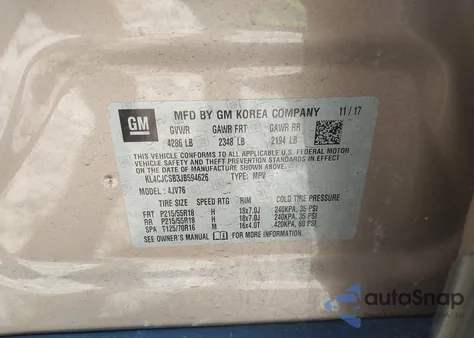 GM
MFD BY GM KOREA COMPANY 11/17
GVWR GAWR FRT GAWR RR
4286 LB 2348 LB 2194 LB
THIS VEHICLE CONFORMS TO ALL APPLICABLE U.S. FEDERAL MOTOR
VEHICLE SAFETY AND THEFT PREVENTION STANDARDS IN EFFECT
ON THE DATE OF MANUFACTURE SHOWN ABOVE.
KL4CJCSB3JB594626 TYPE: MPV
MODEL: 4JV76
TIRE SIZE SPEED RTG RIM COLD TIRE PRESSURE
FRT P215/55R18 H 18x7.0J 240KPA, 35 PSI
RR P215/55R18 H 18x7.0J 240KPA, 35 PSI
SPA T125/70R16 M 16x4.0T 420KPA, 60 PSI
SEE OWNER'S MANUAL FOR MORE INFORMATION.
autoSnap